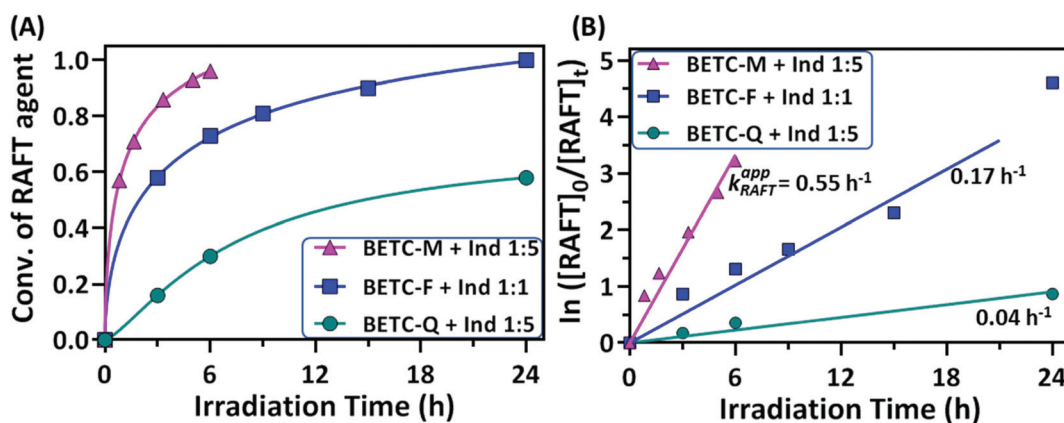 (A)
Conv. of RAFT agent
1.0
0.8
0.6
0.4
0.2
0.0
BETC-M + Ind 1:5
BETC-F + Ind 1:1
BETC-Q + Ind 1:5
0
6
12
18
24
Irradiation Time (h)
(B)
ln ([RAFT]₀/[RAFT]ₜ)
5
4
3
2
1
0
BETC-M + Ind 1:5
BETC-F + Ind 1:1
BETC-Q + Ind 1:5
k_{RAFT}^{app} = 0.55 h⁻¹
0.17 h⁻¹
0.04 h⁻¹
0
6
12
18
24
Irradiation Time (h)